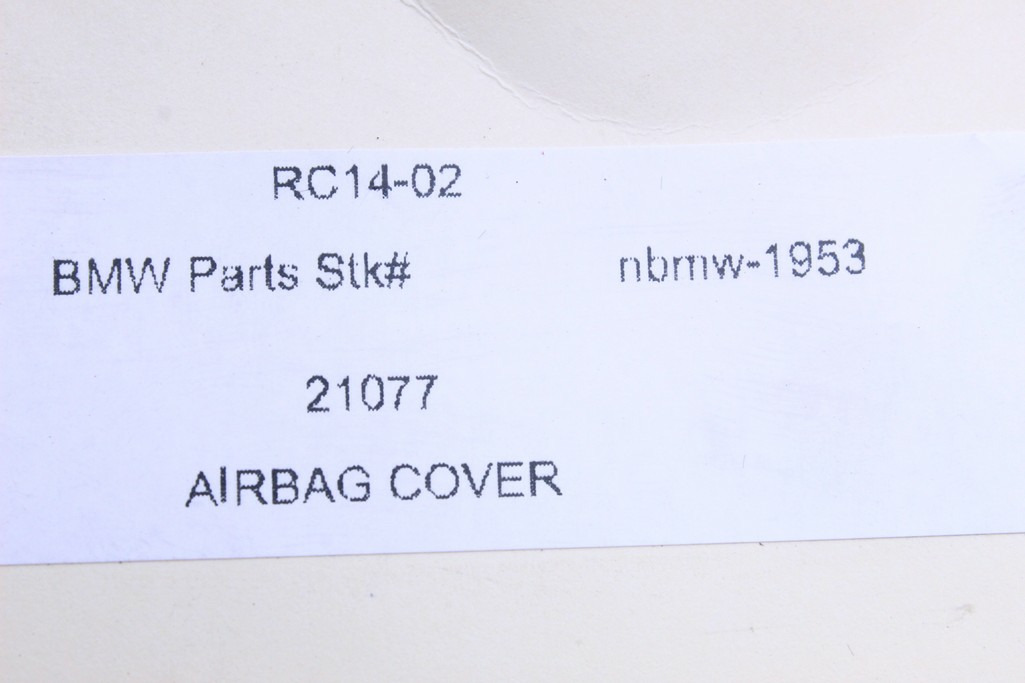 RC14-02
BMW Parts Stk# nbmw-1953
21077
AIRBAG COVER